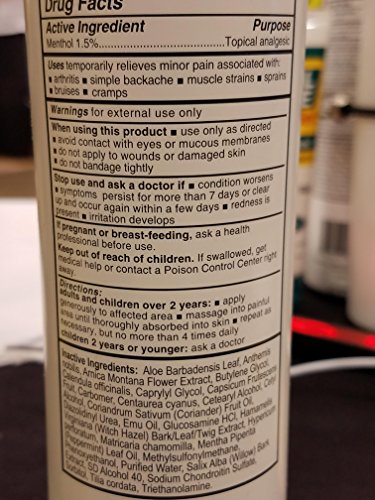 Drug Facts
Active Ingredient Purpose
Menthol 1.5% Topical analgesic
Uses temporarily relieves minor pain associated with:
■ arthritis ■ simple backache ■ muscle strains ■ sprains
■ bruises ■ cramps
Warnings for external use only
When using this product ■ use only as directed
■ avoid contact with eyes or mucous membranes
■ do not apply to wounds or damaged skin
■ do not bandage tightly
Stop use and ask a doctor if ■ condition worsens
■ symptoms persist for more than 7 days or clear
up and occur again within a few days ■ redness is
present ■ irritation develops
If pregnant or breast-feeding, ask a health
professional before use.
Keep out of reach of children. If swallowed, get
medical help or contact a Poison Control Center right
away.
Directions:
adults and children over 2 years: ■ apply
generously to affected area ■ massage into painful
area until thoroughly absorbed into skin ■ repeat as
necessary, but no more than 4 times daily
children 2 years or younger: ask a doctor
Inactive Ingredients: Aloe Barbadensis Leaf, Anthemis
nobilis, Arnica Montana Flower Extract, Butylene Glycol,
Calendula officinalis, Caprylyl Glycol, Capsicum Frutescens
Fruit, Carbomer, Centaurea cyanus, Cetearyl Alcohol, Cetyl
Alcohol, Coriandrum Sativum (Coriander) Fruit Oil,
Urea, Emu Oil, Glucosamine HCL, Hamamelis
Virginiana (Witch Hazel) Bark/Leaf/Twig Extract, Hypericum
Perforatum, Matricaria chamomilla, Mentha Piperita
Leaf Oil, Methylsulfonylmethane,
Phenoxyethanol, Purified Water, Salix Alba (Willow) Bark
Extract, SD Alcohol 40, Sodium Chondroitin Sulfate,
Tilia cordata, Triethanolamine.